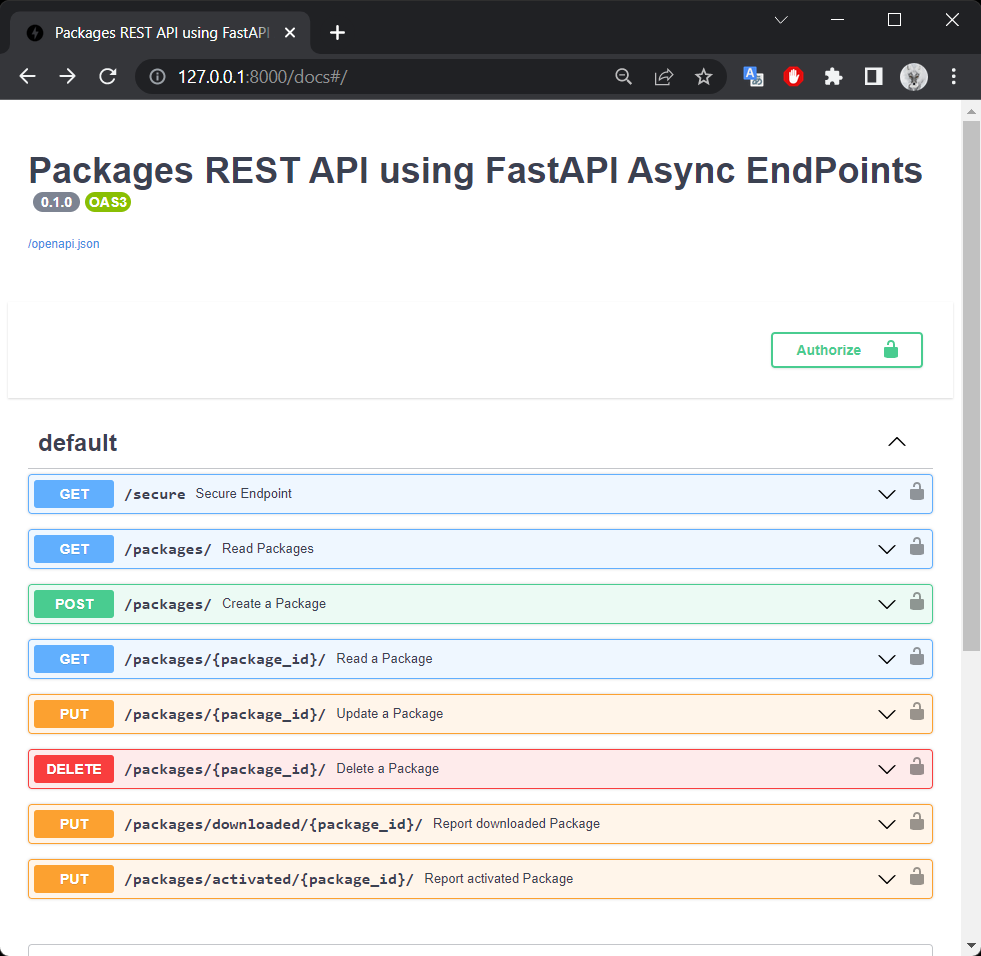 Packages REST API using FastAPI
127.0.0.1:8000/docs#/
Packages REST API using FastAPI Async EndPoints
0.1.0 OAS3
/openapi.json
Authorize
default
GET /secure Secure Endpoint
GET /packages/ Read Packages
POST /packages/ Create a Package
GET /packages/{package_id}/ Read a Package
PUT /packages/{package_id}/ Update a Package
DELETE /packages/{package_id}/ Delete a Package
PUT /packages/downloaded/{package_id}/ Report downloaded Package
PUT /packages/activated/{package_id}/ Report activated Package